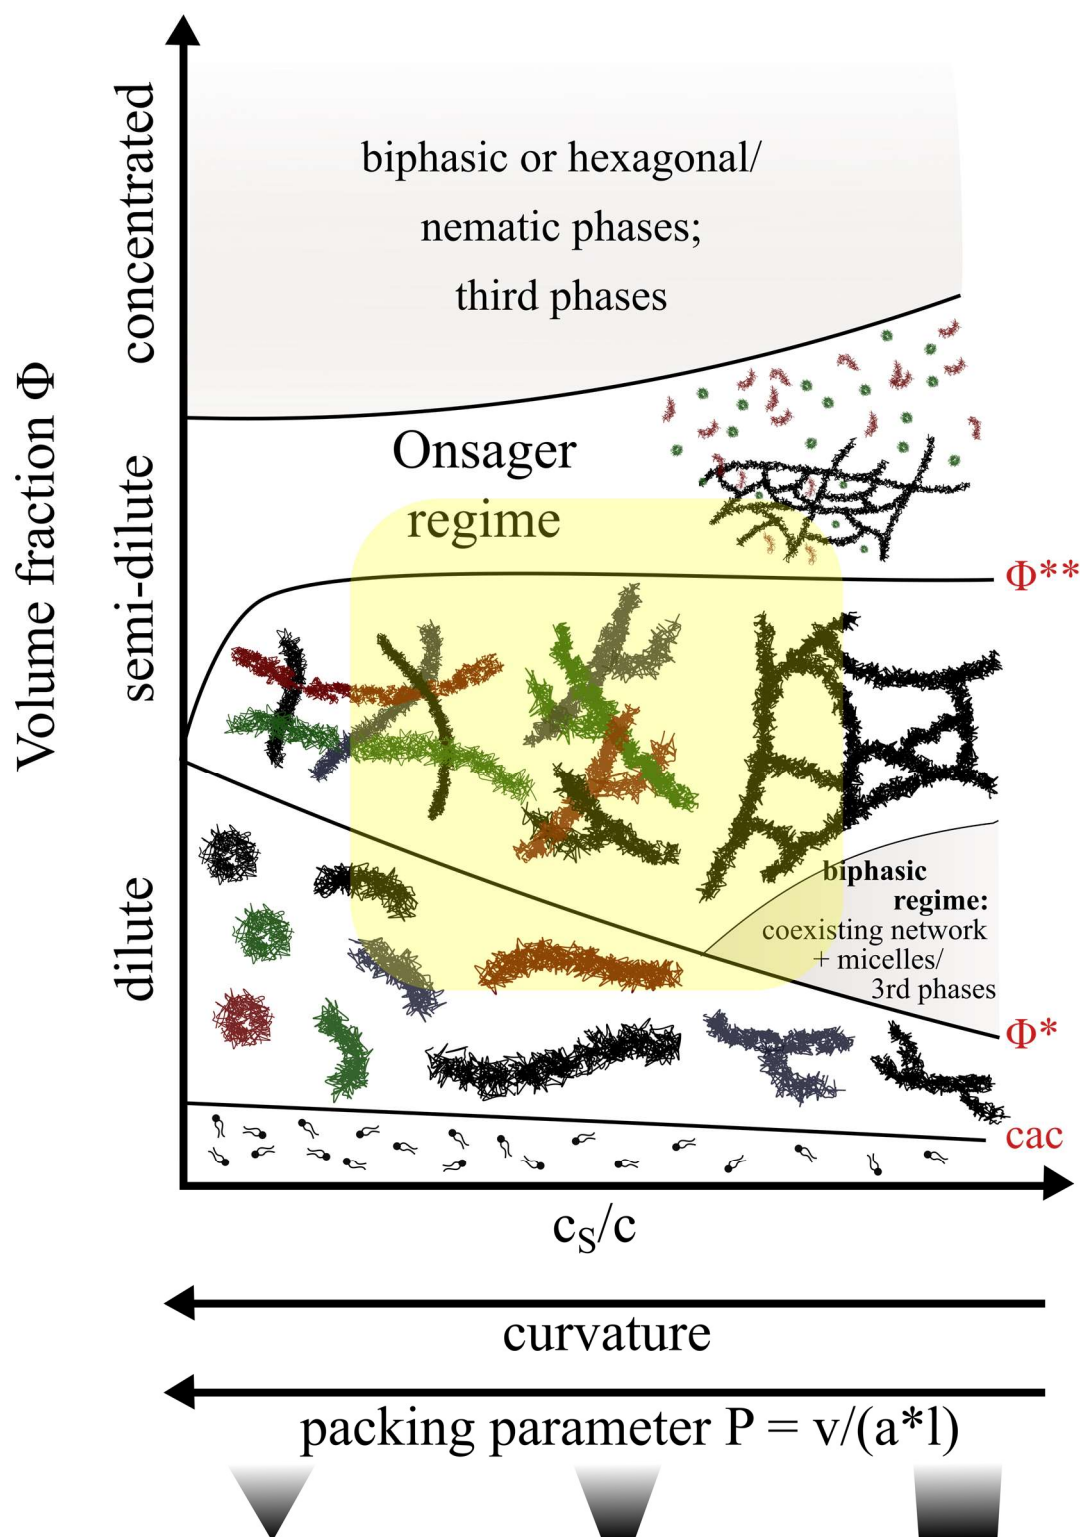 concentrated
semi-dilute
dilute
Volume fraction Φ
biphasic or hexagonal/
nematic phases;
third phases
Onsager
regime
Φ**
biphasic
regime:
coexisting network
+ micelles/
3rd phases
Φ*
cac
cS/c
curvature
packing parameter P = v/(a*l)